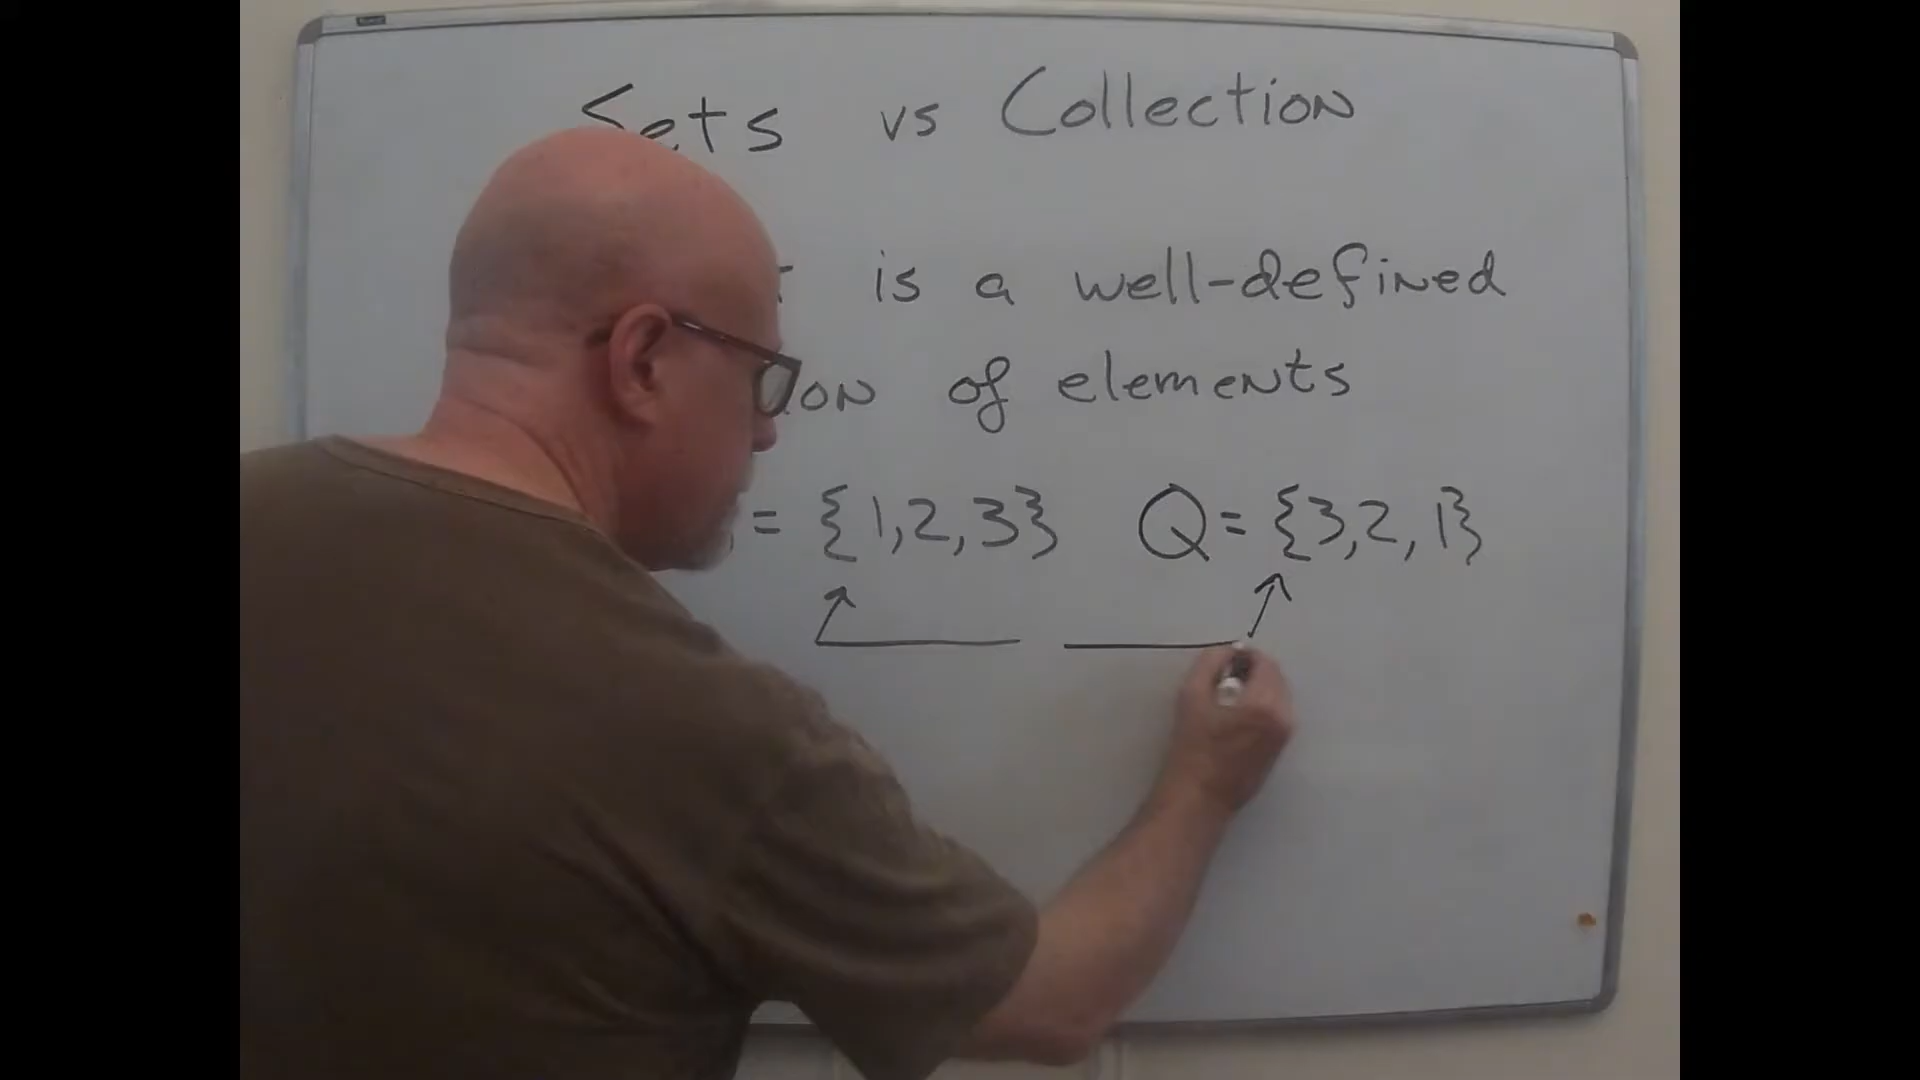 Sets vs Collection
is a well-defined
of elements
= {1,2,3} Q= {3,2,1}